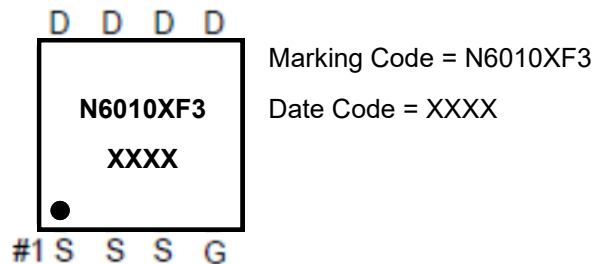 D D D D
N6010XF3
XXXX
#1 S S S G
Marking Code = N6010XF3
Date Code = XXXX